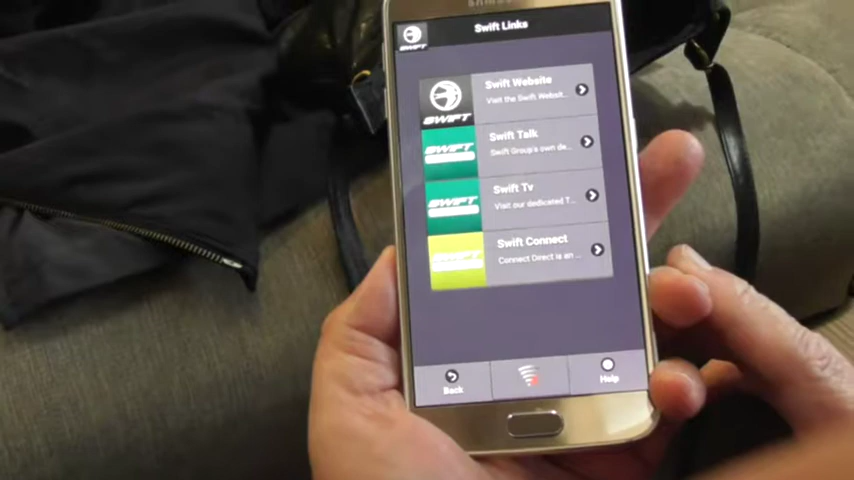 SAMSUNG
Swift Links
SWIFT
Swift Website
Visit the Swift Websit...
SWIFT
Swift Talk
Swift Group's own de...
SWIFT
Swift Tv
Visit our dedicated T...
SWIFT
Swift Connect
Connect Direct is an ...
Back
Help